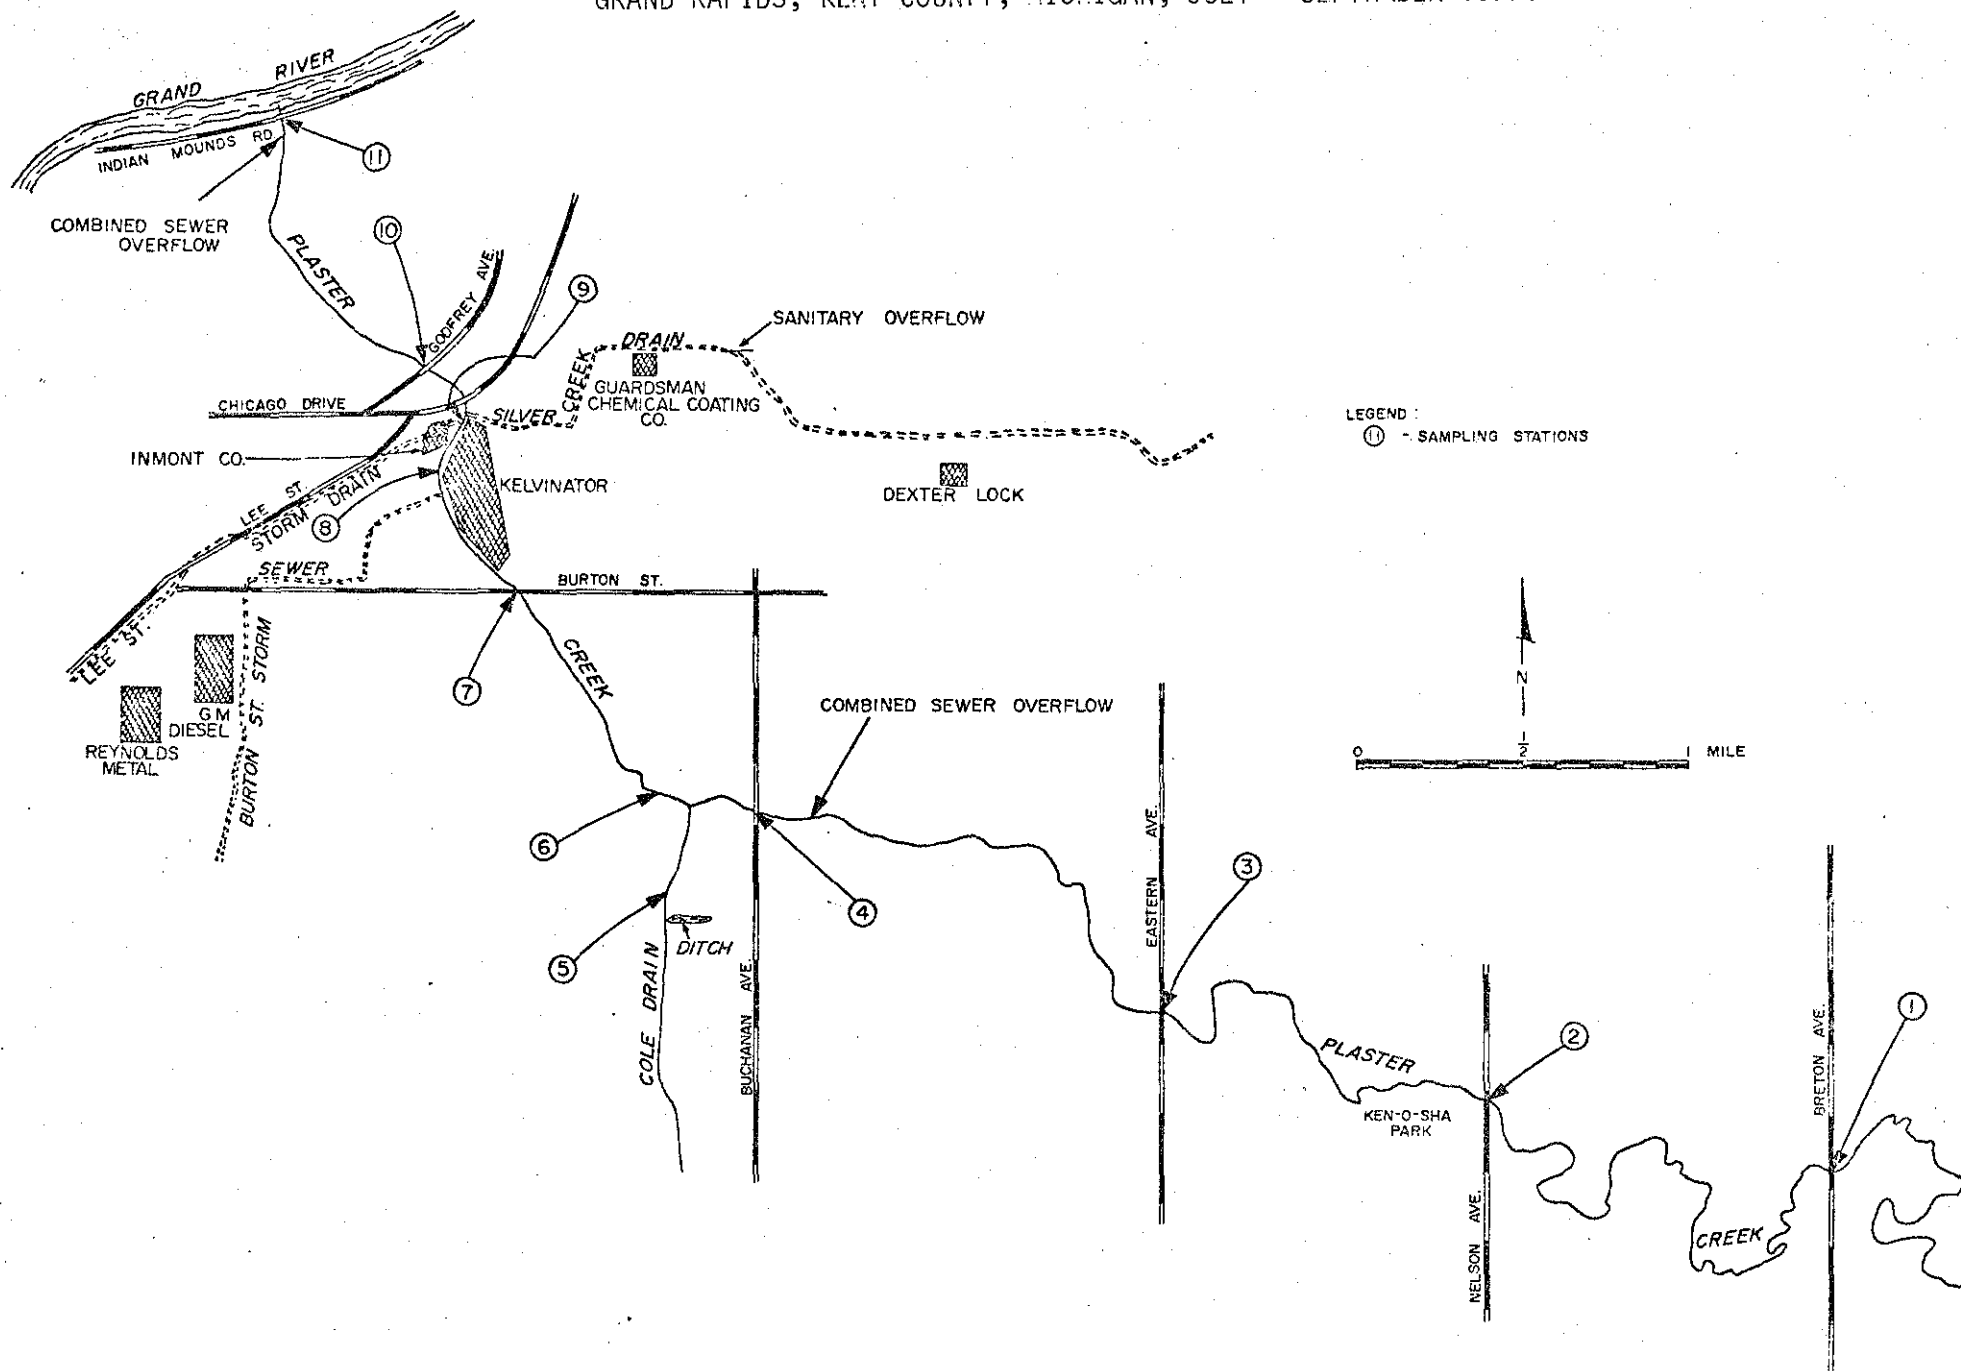 GRAND RAPIDS, KENT COUNTY, MICHIGAN, JULY - SEPTEMBER
GRAND RIVER
INDIAN MOUNDS RD.
11
COMBINED SEWER
OVERFLOW
10
PLASTER
GODFREY AVE.
9
SANITARY OVERFLOW
DRAIN
CREEK
SILVER
GUARDSMAN
CHEMICAL COATING
CO.
CHICAGO DRIVE
LEGEND :
11 - SAMPLING STATIONS
INMONT CO.
KELVINATOR
DEXTER LOCK
LEE ST.
STORM DRAIN
8
SEWER
BURTON ST.
LEE ST.
BURTON ST. STORM
GM
DIESEL
REYNOLDS
METAL
7
CREEK
COMBINED SEWER OVERFLOW
N
0 1/2 1 MILE
6
5
4
3
DITCH
COLE DRAIN
BUCHANAN AVE.
EASTERN AVE.
PLASTER
2
KEN-O-SHA
PARK
NELSON AVE.
BRETON AVE.
1
CREEK